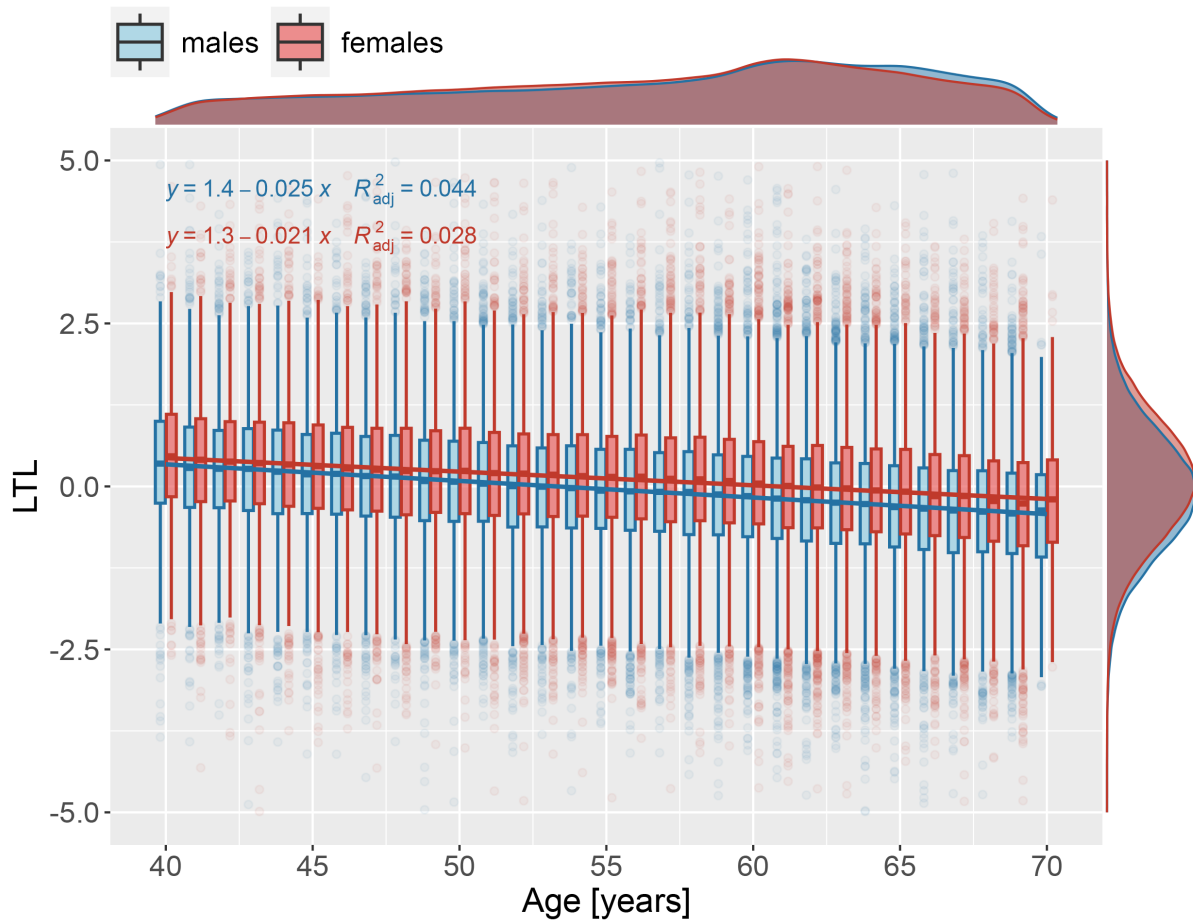 males females
5.0
y = 1.4 – 0.025 x R²adj = 0.044
y = 1.3 – 0.021 x R²adj = 0.028
2.5
0.0
LTL
-2.5
-5.0
40 45 50 55 60 65 70
Age [years]